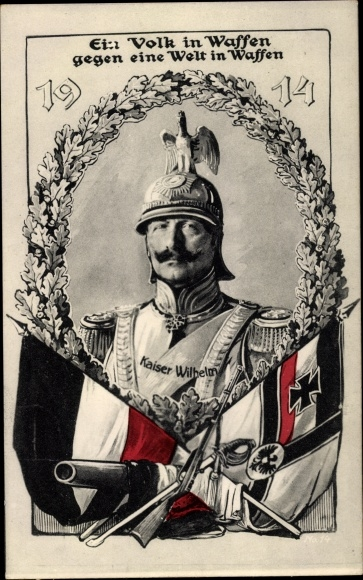 Ein Volk in Waffen
gegen eine Welt in Waffen
19 14
Kaiser Wilhelm